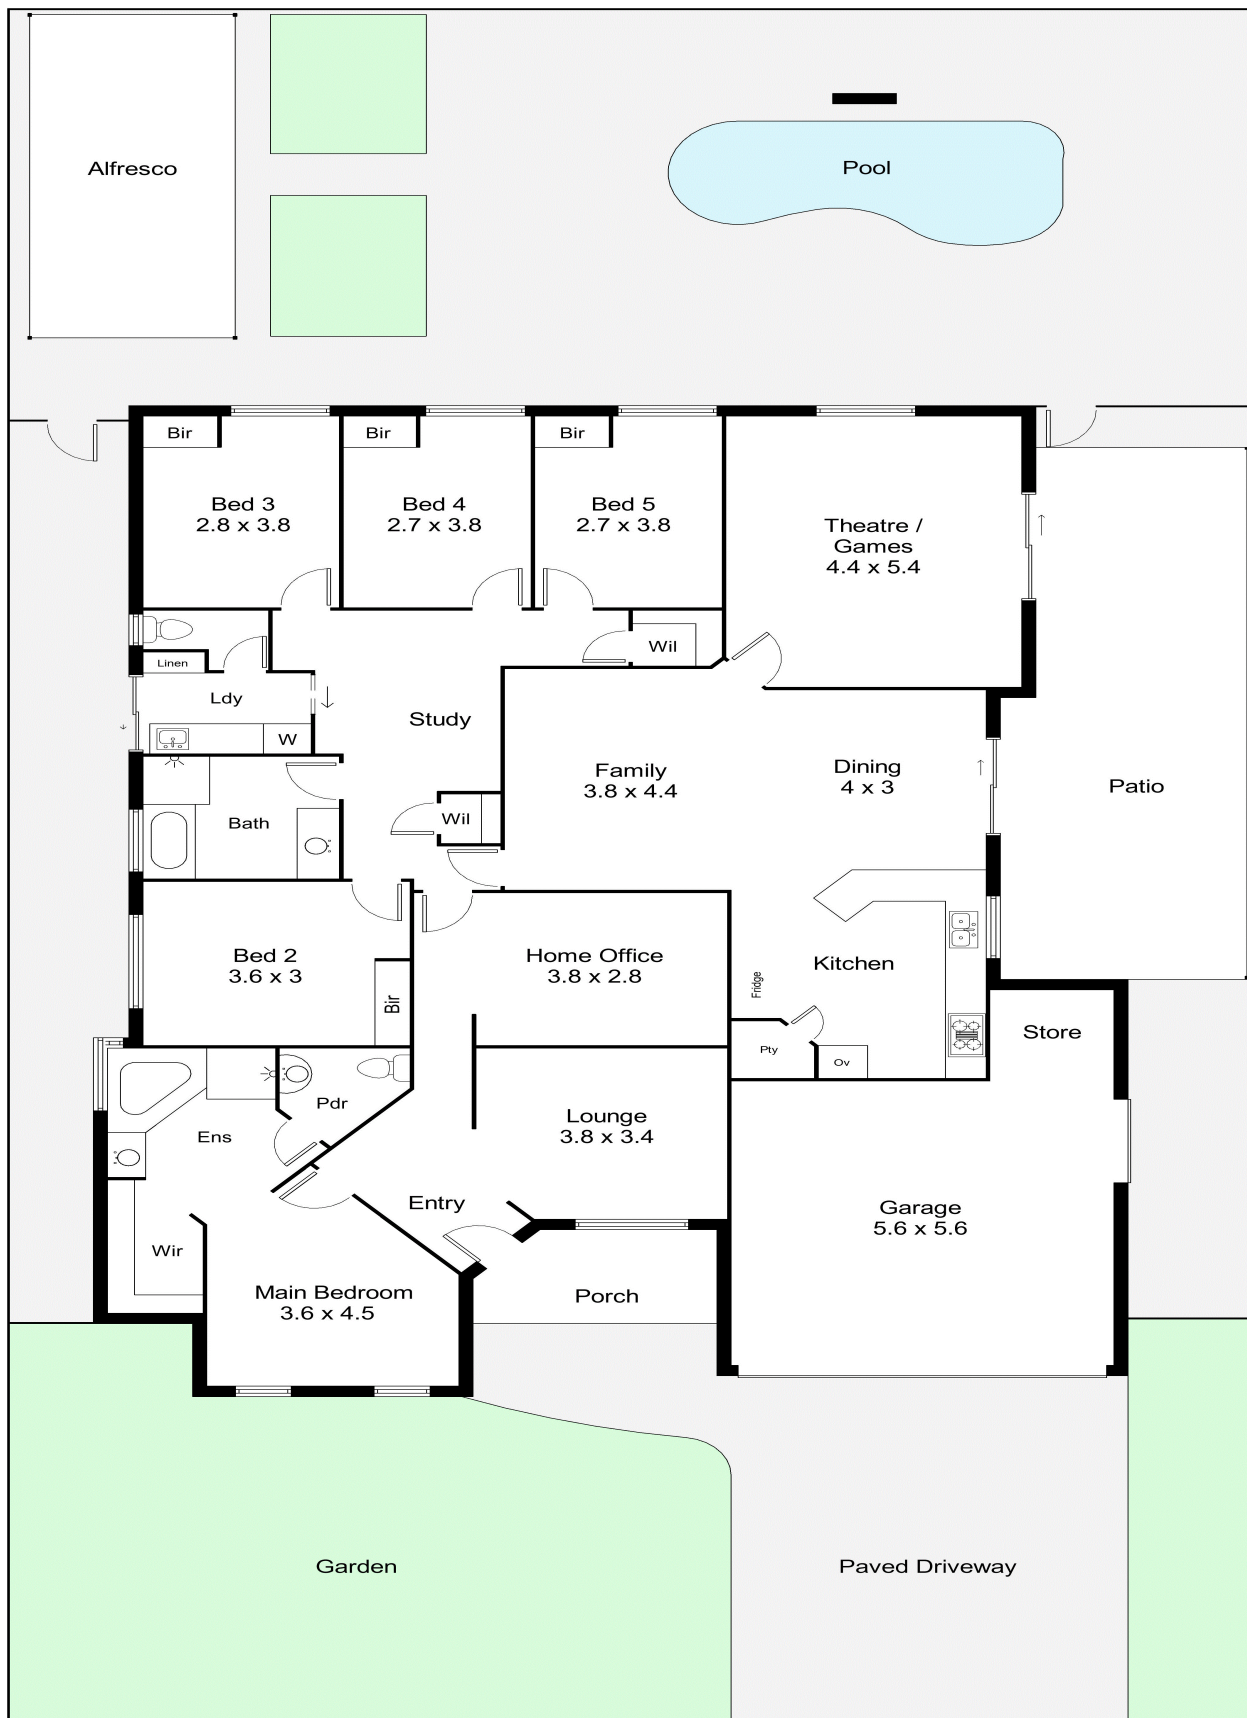 Alfresco
Pool
Bir
Bir
Bir
Bed 3
2.8 x 3.8
Bed 4
2.7 x 3.8
Bed 5
2.7 x 3.8
Theatre /
Games
4.4 x 5.4
Wil
Linen
Ldy
W
Study
Family
3.8 x 4.4
Dining
4 x 3
Patio
Bath
Wil
Bed 2
3.6 x 3
Bir
Home Office
3.8 x 2.8
Kitchen
Fridge
Pty
Ov
Store
Pdr
Ens
Lounge
3.8 x 3.4
Entry
Garage
5.6 x 5.6
Wir
Main Bedroom
3.6 x 4.5
Porch
Garden
Paved Driveway